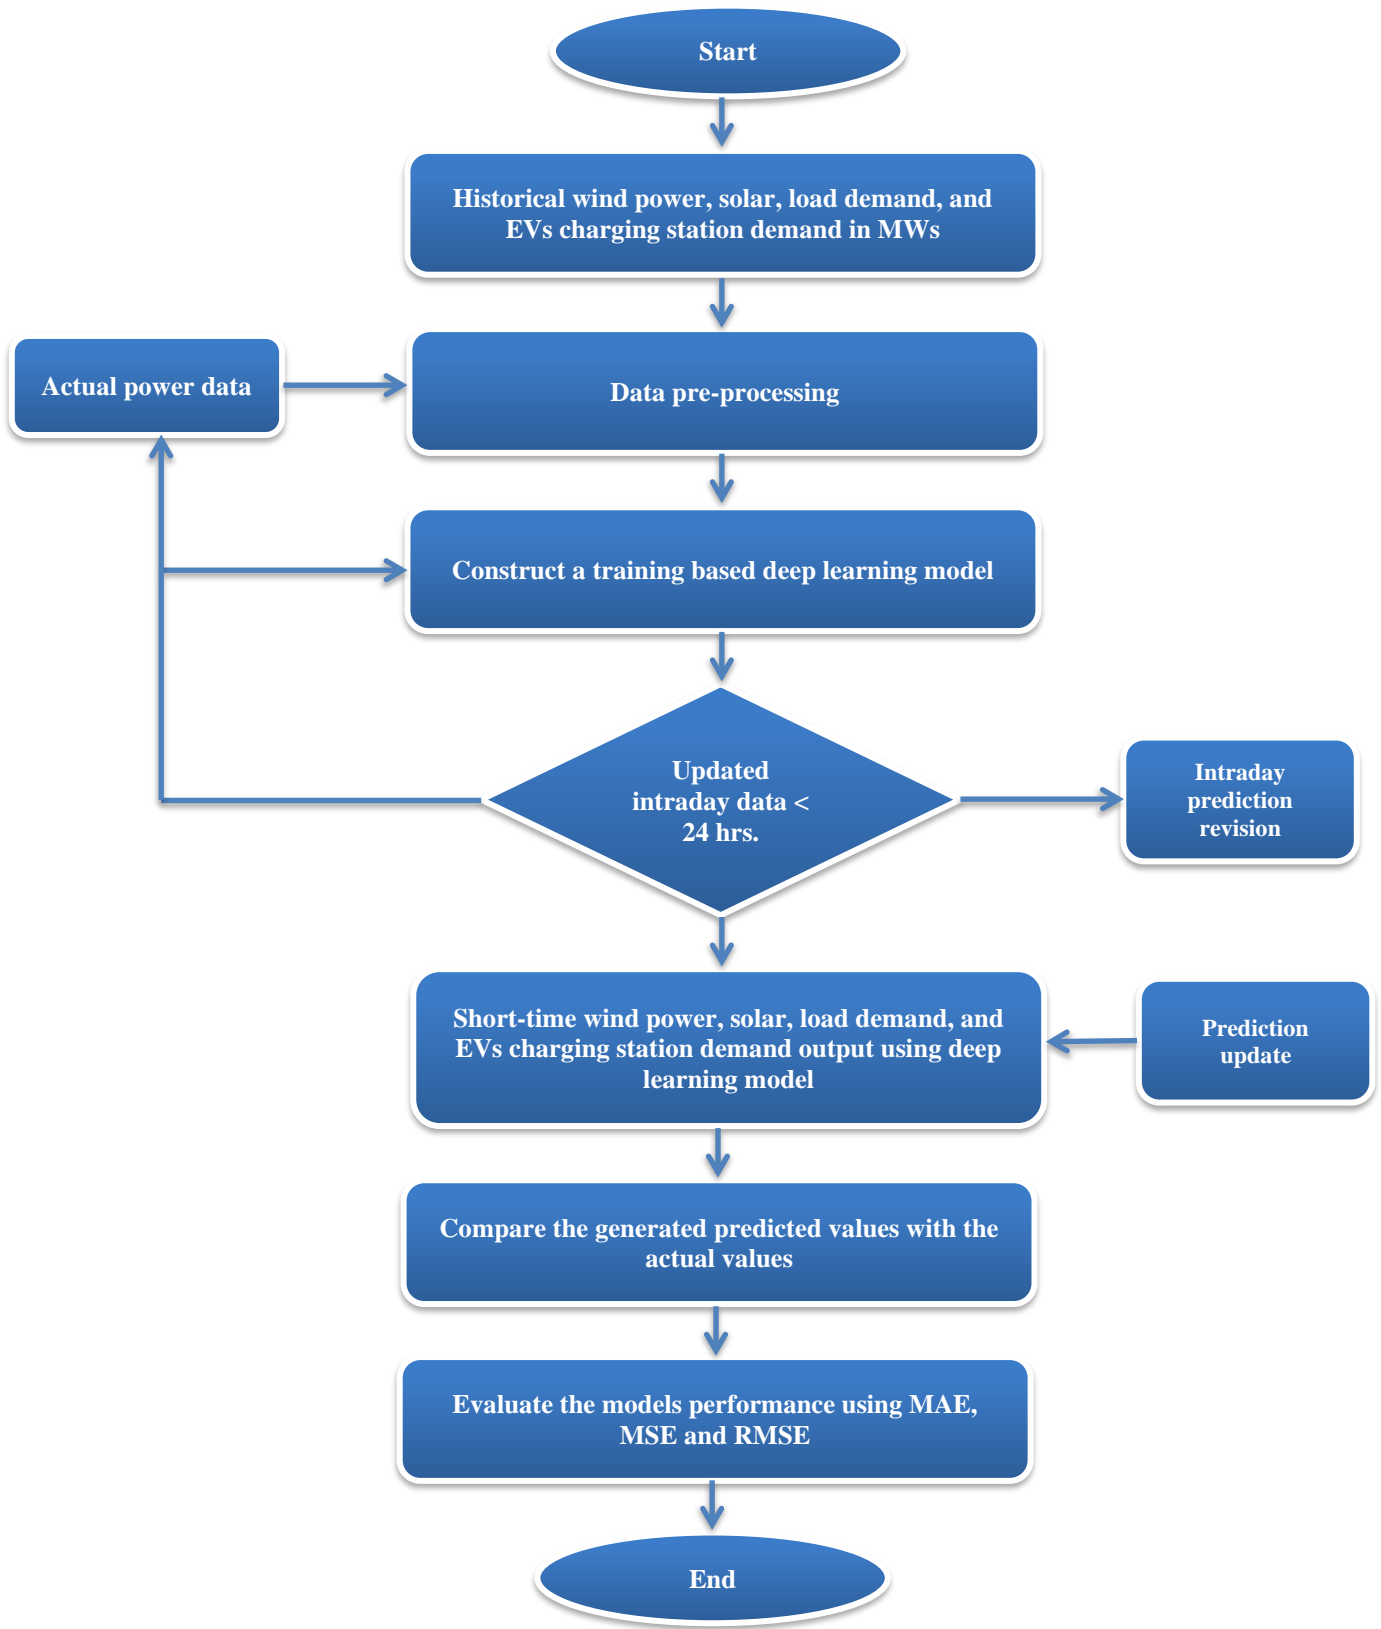 Start
Historical wind power, solar, load demand, and
EVs charging station demand in MWs
Actual power data
Data pre-processing
Construct a training based deep learning model
Updated
intraday data <
24 hrs.
Intraday
prediction
revision
Short-time wind power, solar, load demand, and
EVs charging station demand output using deep
learning model
Prediction
update
Compare the generated predicted values with the
actual values
Evaluate the models performance using MAE,
MSE and RMSE
End